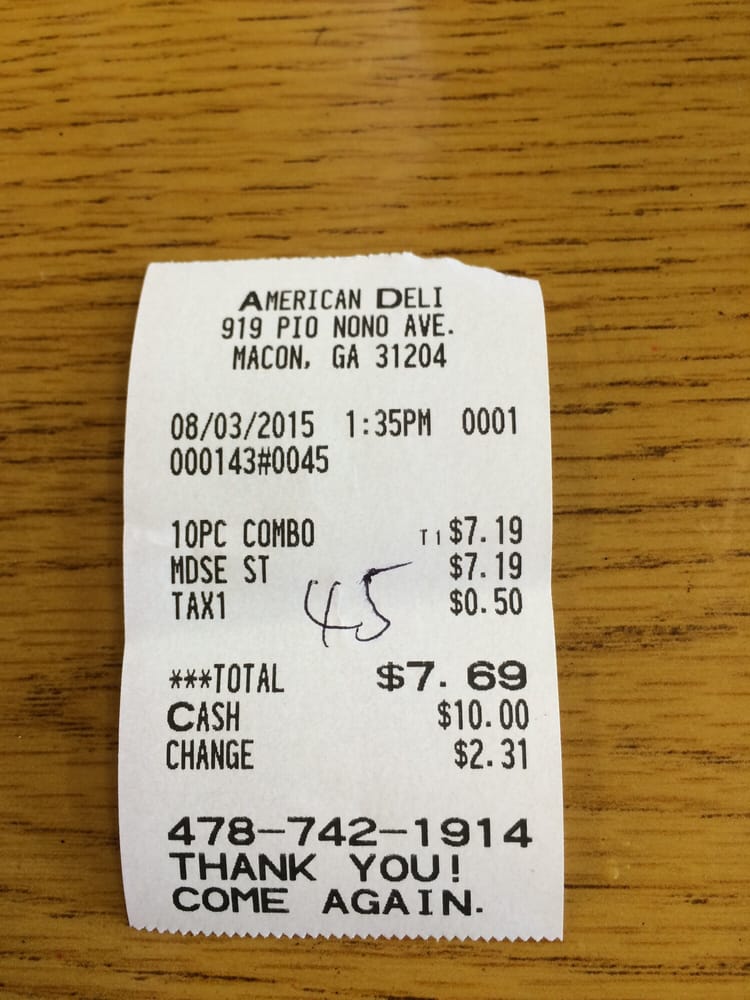 AMERICAN DELI
919 PIO NONO AVE.
MACON, GA 31204
08/03/2015 1:35PM 0001
000143#0045
10PC COMBO T1 $7.19
MDSE ST $7.19
TAX1 $0.50
45
***TOTAL $7.69
CASH $10.00
CHANGE $2.31
478-742-1914
THANK YOU!
COME AGAIN.